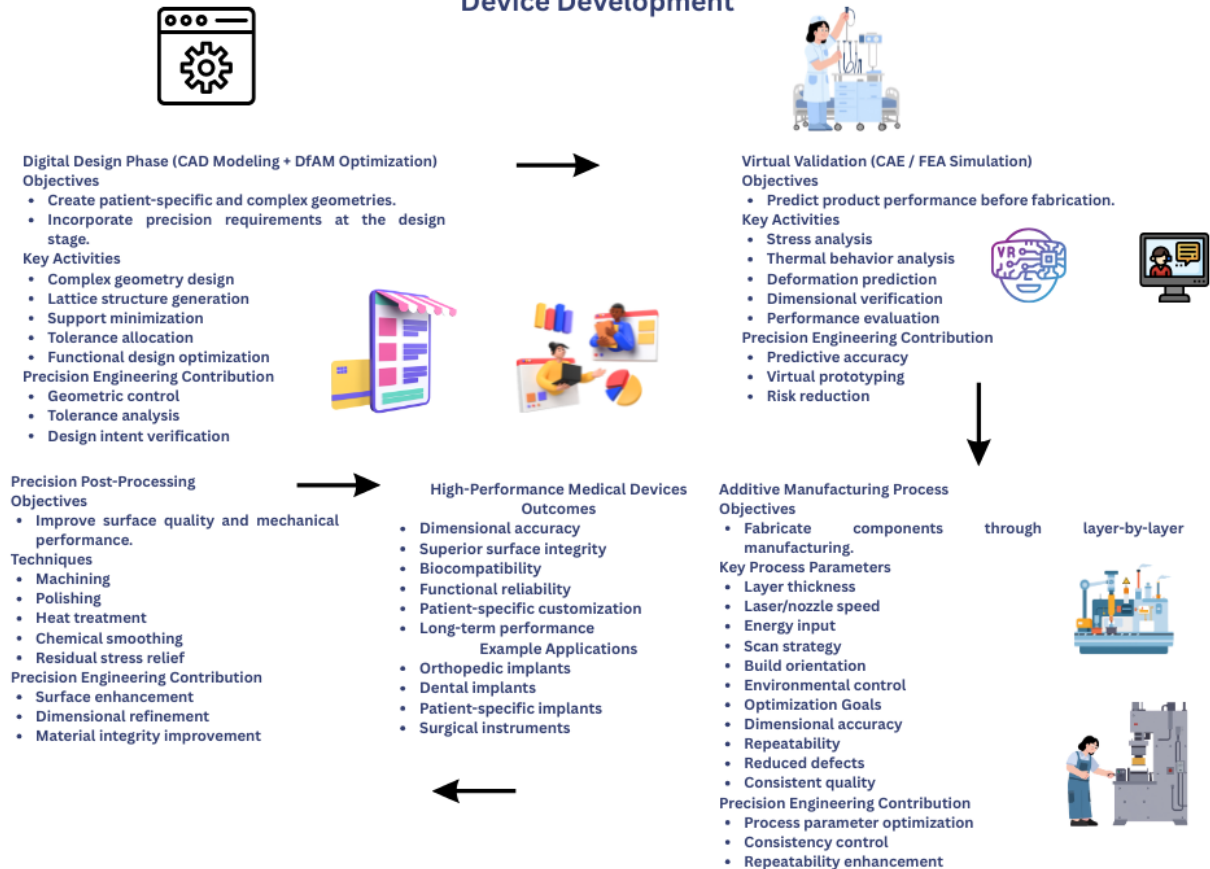 Device Development
Digital Design Phase (CAD Modeling + DfAM Optimization)
Objectives
• Create patient-specific and complex geometries.
• Incorporate precision requirements at the design
stage.
Key Activities
• Complex geometry design
• Lattice structure generation
• Support minimization
• Tolerance allocation
• Functional design optimization
Precision Engineering Contribution
• Geometric control
• Tolerance analysis
• Design intent verification
Virtual Validation (CAE / FEA Simulation)
Objectives
• Predict product performance before fabrication.
Key Activities
• Stress analysis
• Thermal behavior analysis
• Deformation prediction
• Dimensional verification
• Performance evaluation
Precision Engineering Contribution
• Predictive accuracy
• Virtual prototyping
• Risk reduction
VR
Precision Post-Processing
Objectives
• Improve surface quality and mechanical
performance.
Techniques
• Machining
• Polishing
• Heat treatment
• Chemical smoothing
• Residual stress relief
Precision Engineering Contribution
• Surface enhancement
• Dimensional refinement
• Material integrity improvement
High-Performance Medical Devices
Outcomes
• Dimensional accuracy
• Superior surface integrity
• Biocompatibility
• Functional reliability
• Patient-specific customization
• Long-term performance
Example Applications
• Orthopedic implants
• Dental implants
• Patient-specific implants
• Surgical instruments
Additive Manufacturing Process
Objectives
• Fabricate components through layer-by-layer
manufacturing.
Key Process Parameters
• Layer thickness
• Laser/nozzle speed
• Energy input
• Scan strategy
• Build orientation
• Environmental control
• Optimization Goals
• Dimensional accuracy
• Repeatability
• Reduced defects
• Consistent quality
Precision Engineering Contribution
• Process parameter optimization
• Consistency control
• Repeatability enhancement